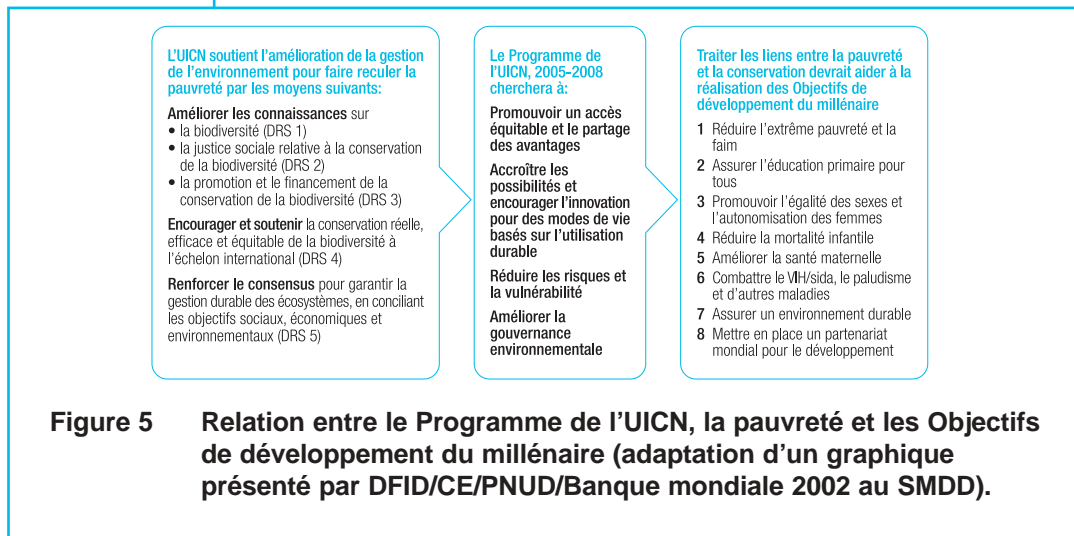 L'UICN soutient l'amélioration de la gestion
de l'environnement pour faire reculer la
pauvreté par les moyens suivants:
Améliorer les connaissances sur
• la biodiversité (DRS 1)
• la justice sociale relative à la conservation
de la biodiversité (DRS 2)
• la promotion et le financement de la
conservation de la biodiversité (DRS 3)
Encourager et soutenir la conservation réelle,
efficace et équitable de la biodiversité à
l'échelon international (DRS 4)
Renforcer le consensus pour garantir la
gestion durable des écosystèmes, en conciliant
les objectifs sociaux, économiques et
environnementaux (DRS 5)
Le Programme de
l'UICN, 2005-2008
cherchera à:
Promouvoir un accès
équitable et le partage
des avantages
Accroître les
possibilités et
encourager l'innovation
pour des modes de vie
basés sur l'utilisation
durable
Réduire les risques et
la vulnérabilité
Améliorer la
gouvernance
environnementale
Traiter les liens entre la pauvreté
et la conservation devrait aider à la
réalisation des Objectifs de
développement du millénaire
1 Réduire l'extrême pauvreté et la
faim
2 Assurer l'éducation primaire pour
tous
3 Promouvoir l'égalité des sexes et
l'autonomisation des femmes
4 Réduire la mortalité infantile
5 Améliorer la santé maternelle
6 Combattre le VIH/sida, le paludisme
et d'autres maladies
7 Assurer un environnement durable
8 Mettre en place un partenariat
mondial pour le développement
Figure 5 Relation entre le Programme de l'UICN, la pauvreté et les Objectifs
de développement du millénaire (adaptation d'un graphique
présenté par DFID/CE/PNUD/Banque mondiale 2002 au SMDD).